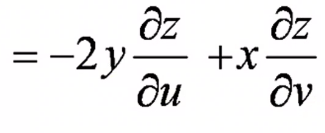 = -2y ∂z/∂u + x ∂z/∂v